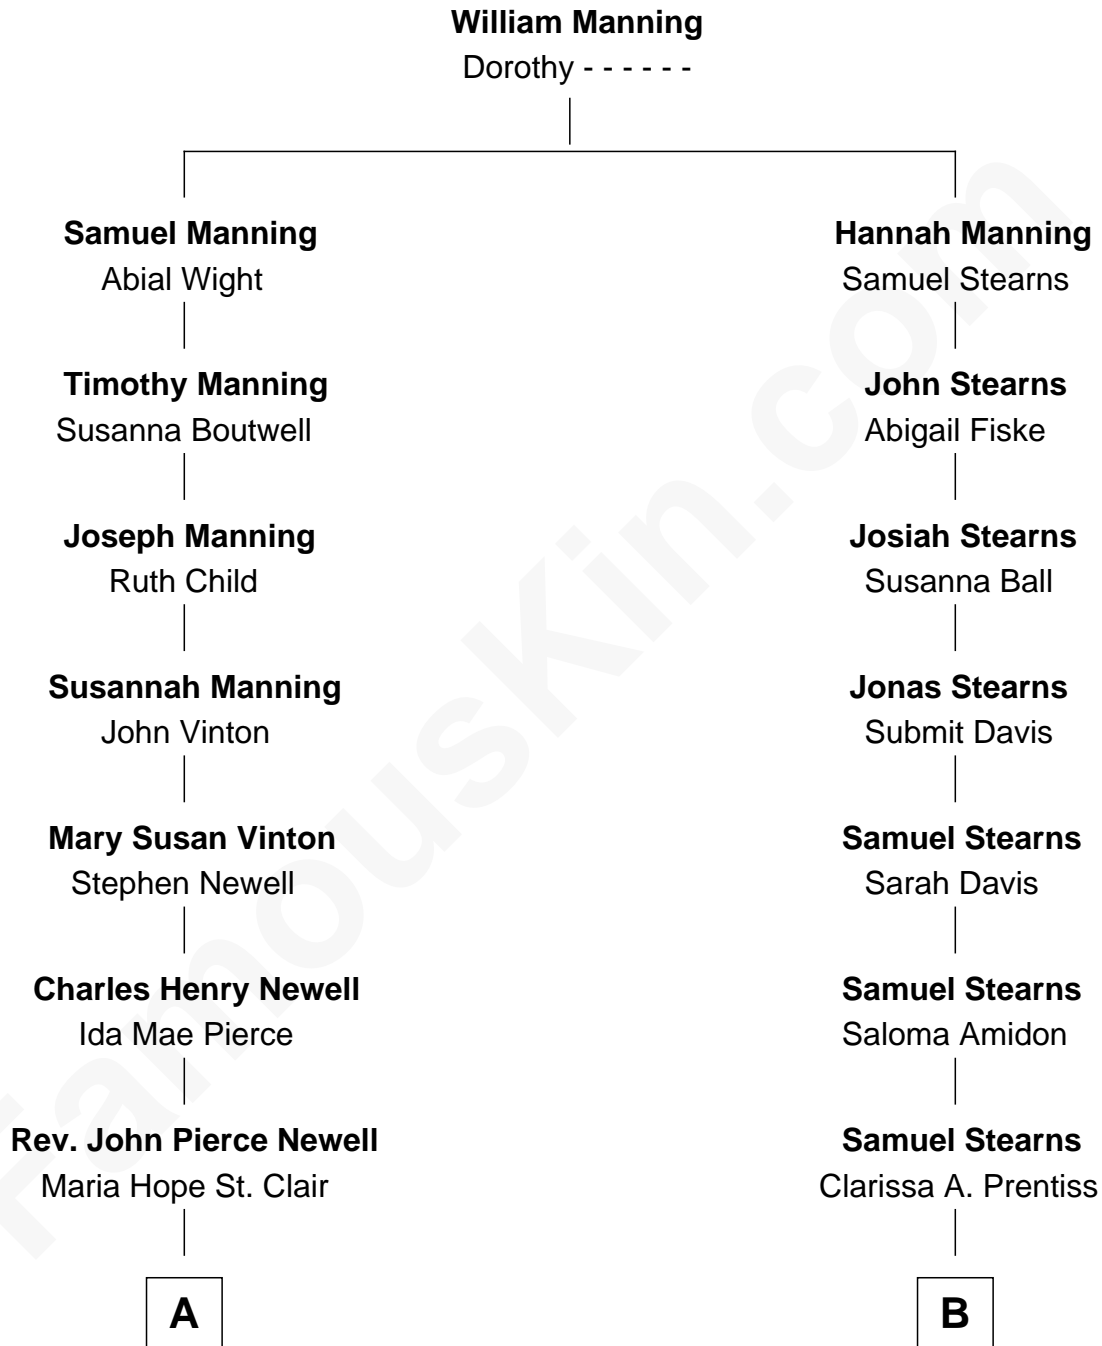 William Manning
Dorothy - - - - - -
Samuel Manning
Abial Wight
Hannah Manning
Samuel Stearns
Timothy Manning
Susanna Boutwell
John Stearns
Abigail Fiske
Joseph Manning
Ruth Child
Josiah Stearns
Susanna Ball
Susannah Manning
John Vinton
Jonas Stearns
Submit Davis
Mary Susan Vinton
Stephen Newell
Samuel Stearns
Sarah Davis
Charles Henry Newell
Ida Mae Pierce
Samuel Stearns
Saloma Amidon
Rev. John Pierce Newell
Maria Hope St. Clair
Samuel Stearns
Clarissa A. Prentiss
A
B
FamousKin.com